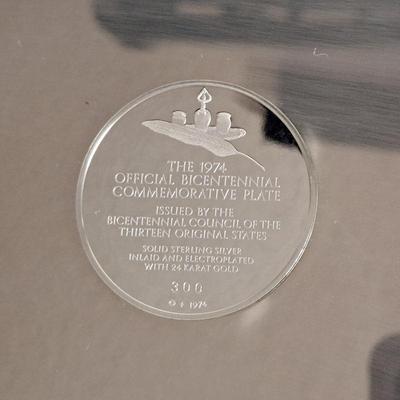 THE 1974
OFFICIAL BICENTENNIAL
COMMEMORATIVE PLATE
ISSUED BY THE
BICENTENNIAL COUNCIL OF THE
THIRTEEN ORIGINAL STATES
SOLID STERLING SILVER
INLAID AND ELECTROPLATED
WITH 24 KARAT GOLD
300
© 1974